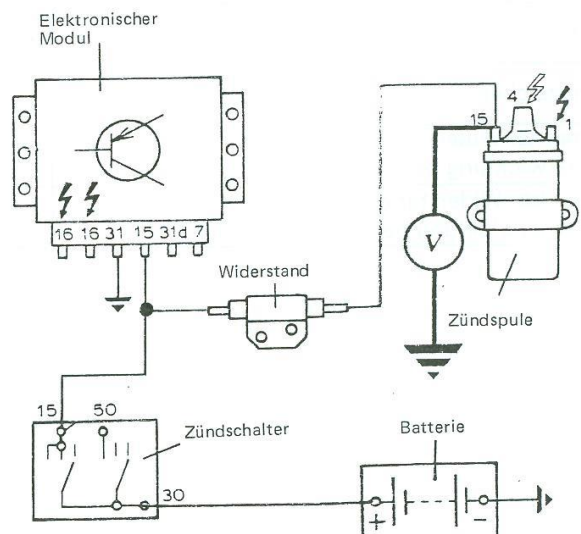 Elektronischer
Modul
4
15
1
16 16 31 15 31d 7
V
Widerstand
Zündspule
15 50
Zündschalter
Batterie
30
+ −